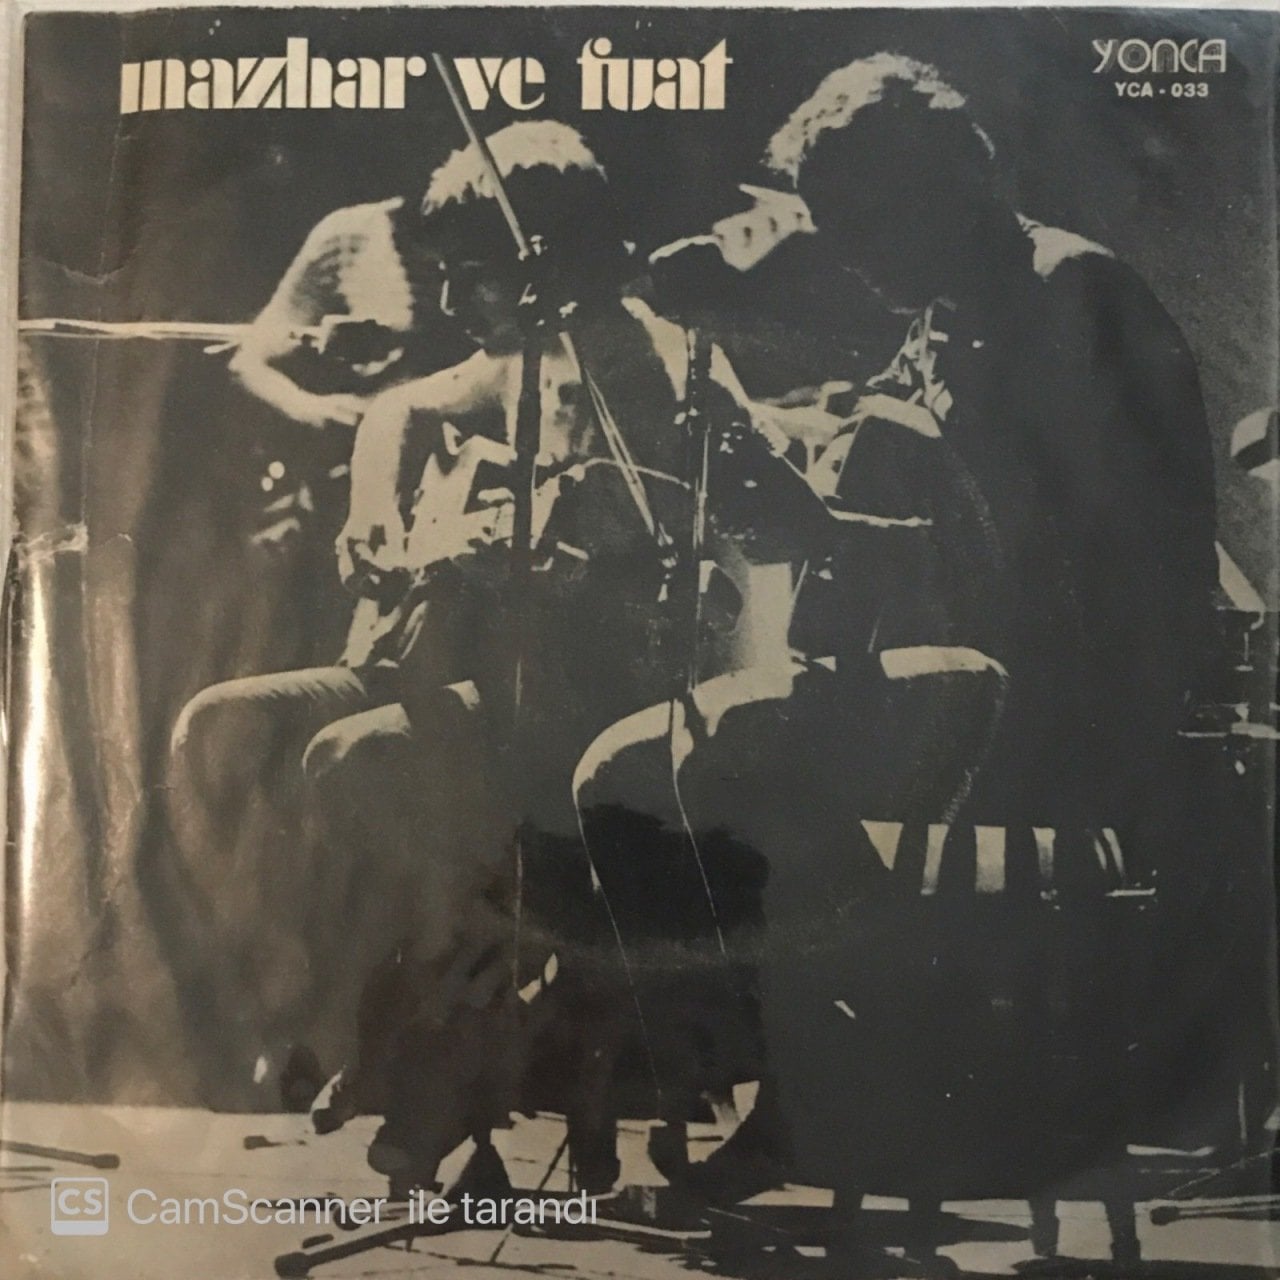 mazhar ve fuat
YONCA
YCA - 033
CS CamScanner ile tarandı